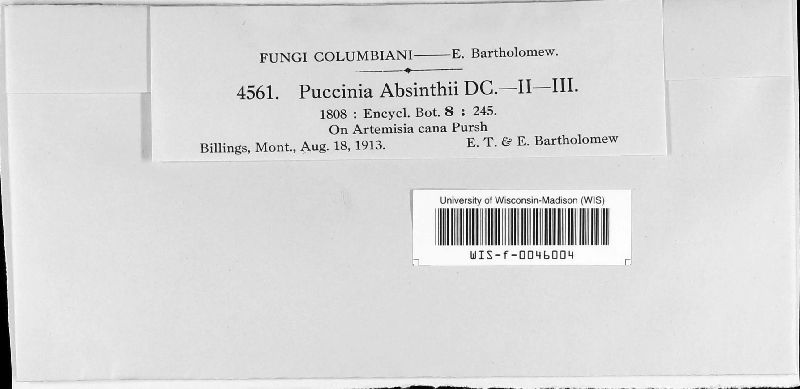 FUNGI COLUMBIANI——E. Bartholomew.
4561. Puccinia Absinthii DC.—II—III.
1808 : Encycl. Bot. 8 : 245.
On Artemisia cana Pursh
Billings, Mont., Aug. 18, 1913. E. T. & E. Bartholomew
University of Wisconsin-Madison (WIS)
WIS-f-0046004